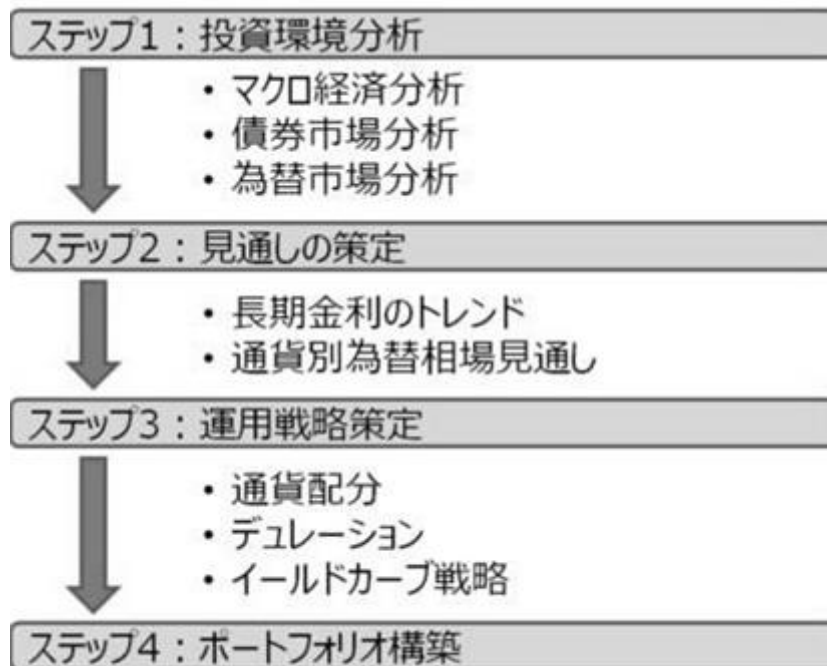 ステップ1：投資環境分析
・マクロ経済分析
・債券市場分析
・為替市場分析
ステップ2：見通しの策定
・長期金利のトレンド
・通貨別為替相場見通し
ステップ3：運用戦略策定
・通貨配分
・デュレーション
・イールドカーブ戦略
ステップ4：ポートフォリオ構築